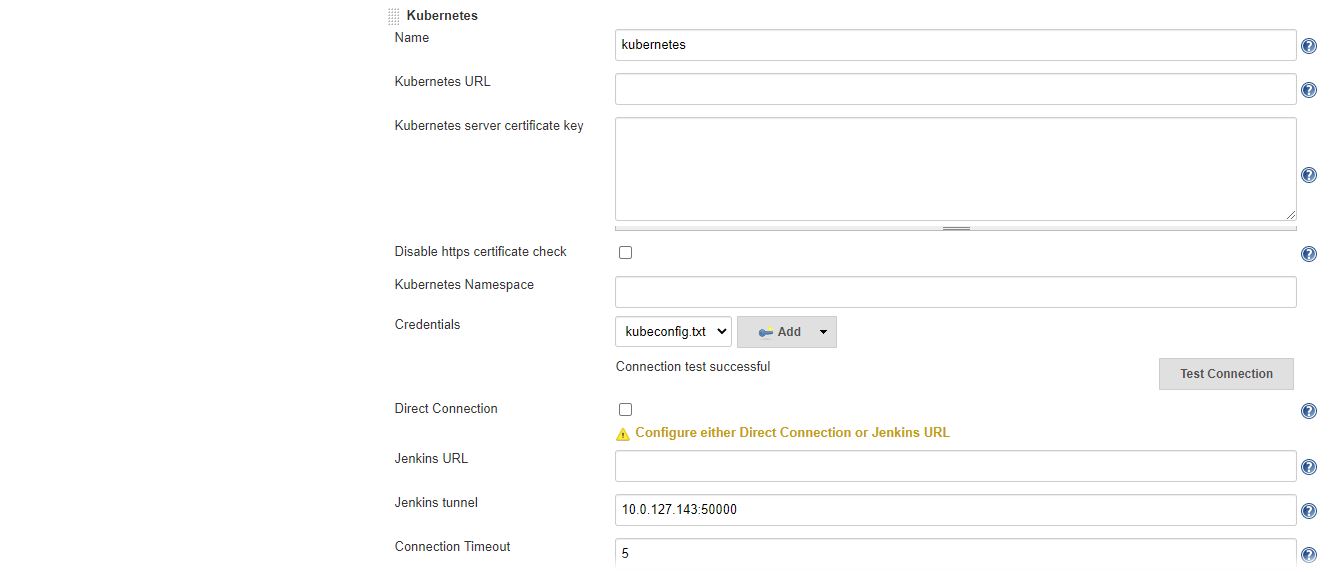 Kubernetes
Name
kubernetes
Kubernetes URL
Kubernetes server certificate key
Disable https certificate check
Kubernetes Namespace
Credentials
kubeconfig.txt
Add
Connection test successful
Test Connection
Direct Connection
Configure either Direct Connection or Jenkins URL
Jenkins URL
Jenkins tunnel
10.0.127.143:50000
Connection Timeout
5